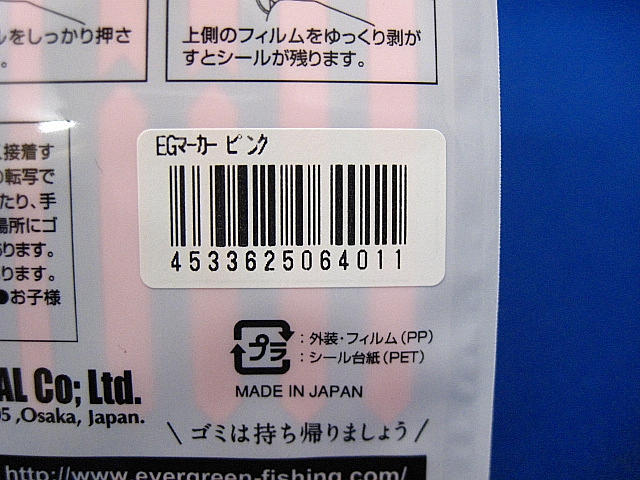 ルをしっかり押さ
。
上側のフィルムをゆっくり剥が
すとシールが残ります。
接着す
の転写で
たり、手
場所にゴ
ります。
ります。
●お子様
EGマーカー ピンク
4533625064011
プラ
:外装・フィルム(PP)
:シール台紙(PET)
MADE IN JAPAN
AL Co; Ltd.
05 ,Osaka, Japan.
\ ゴミは持ち帰りましょう /
http://www.evergreen-fishing.com/